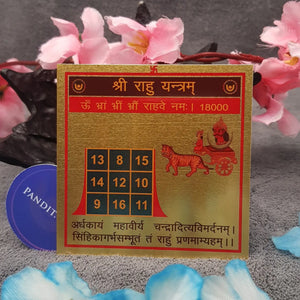 श्री राहु यन्त्रम्
ऊँ भ्रां भ्रीं भ्रौं राहवे नमः। 18000
13 8 15
14 12 10
9 16 11
अर्धकायं महावीर्य चन्द्रादित्यविमर्दनम्।
सिंहिकागर्भसम्भूतं तं राहुं प्रणमाम्यहम्।।
PANDIT